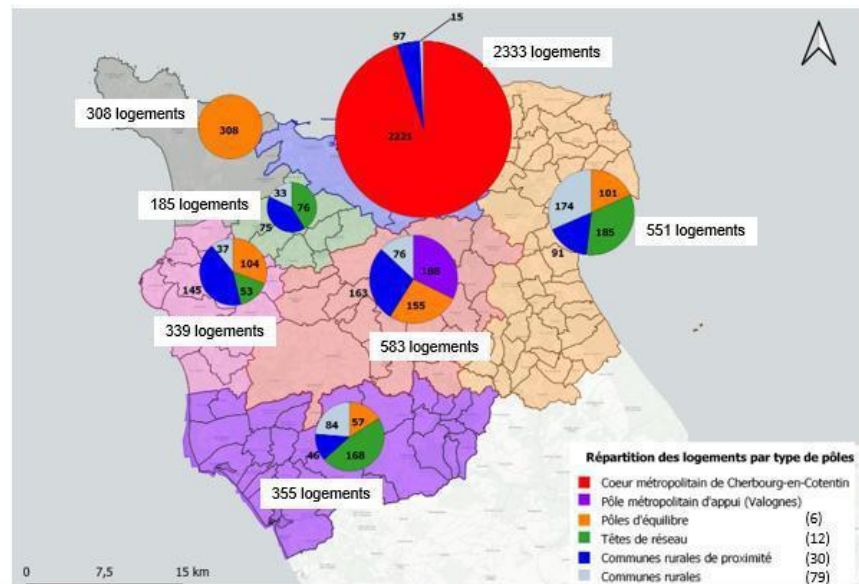 15
97
2333 logements
2221
308 logements
308
185 logements
33
76
75
174
101
185
91
551 logements
37
104
53
145
339 logements
76
188
155
163
583 logements
84
57
168
46
355 logements
Répartition des logements par type de pôles
Coeur métropolitain de Cherbourg-en-Cotentin
Pôle métropolitain d'appui (Valognes)
Pôles d'équilibre (6)
Têtes de réseau (12)
Communes rurales de proximité (30)
Communes rurales (79)
0 7,5 15 km